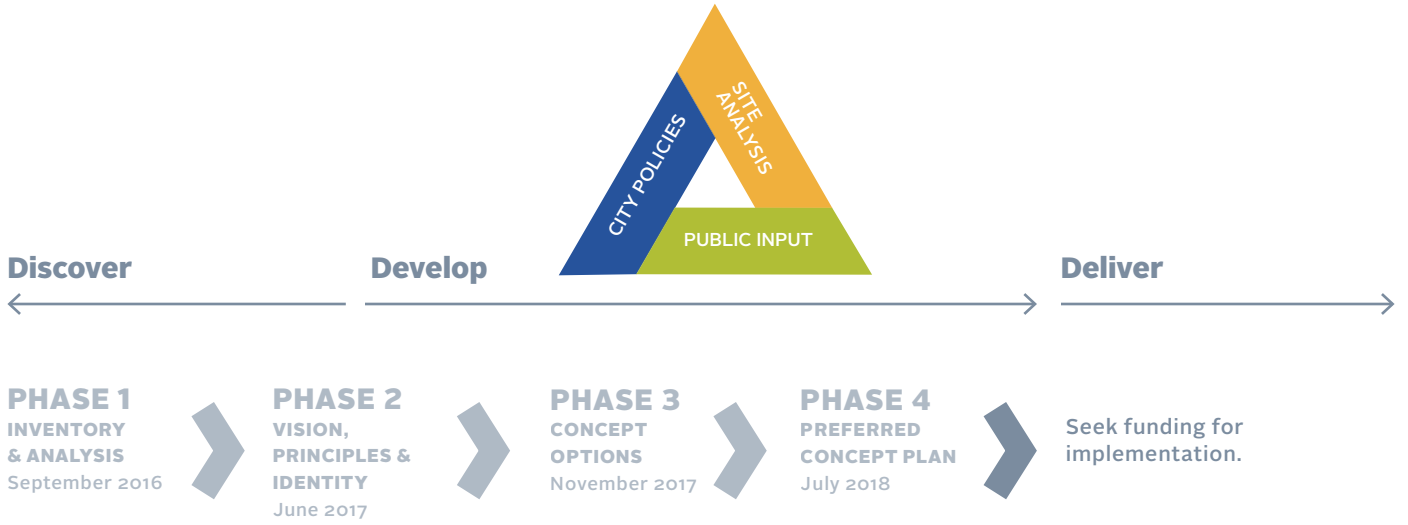 SITE
ANALYSIS
CITY POLICIES
PUBLIC INPUT
Discover
Develop
Deliver
PHASE 1
INVENTORY
& ANALYSIS
September 2016
PHASE 2
VISION,
PRINCIPLES &
IDENTITY
June 2017
PHASE 3
CONCEPT
OPTIONS
November 2017
PHASE 4
PREFERRED
CONCEPT PLAN
July 2018
Seek funding for
implementation.